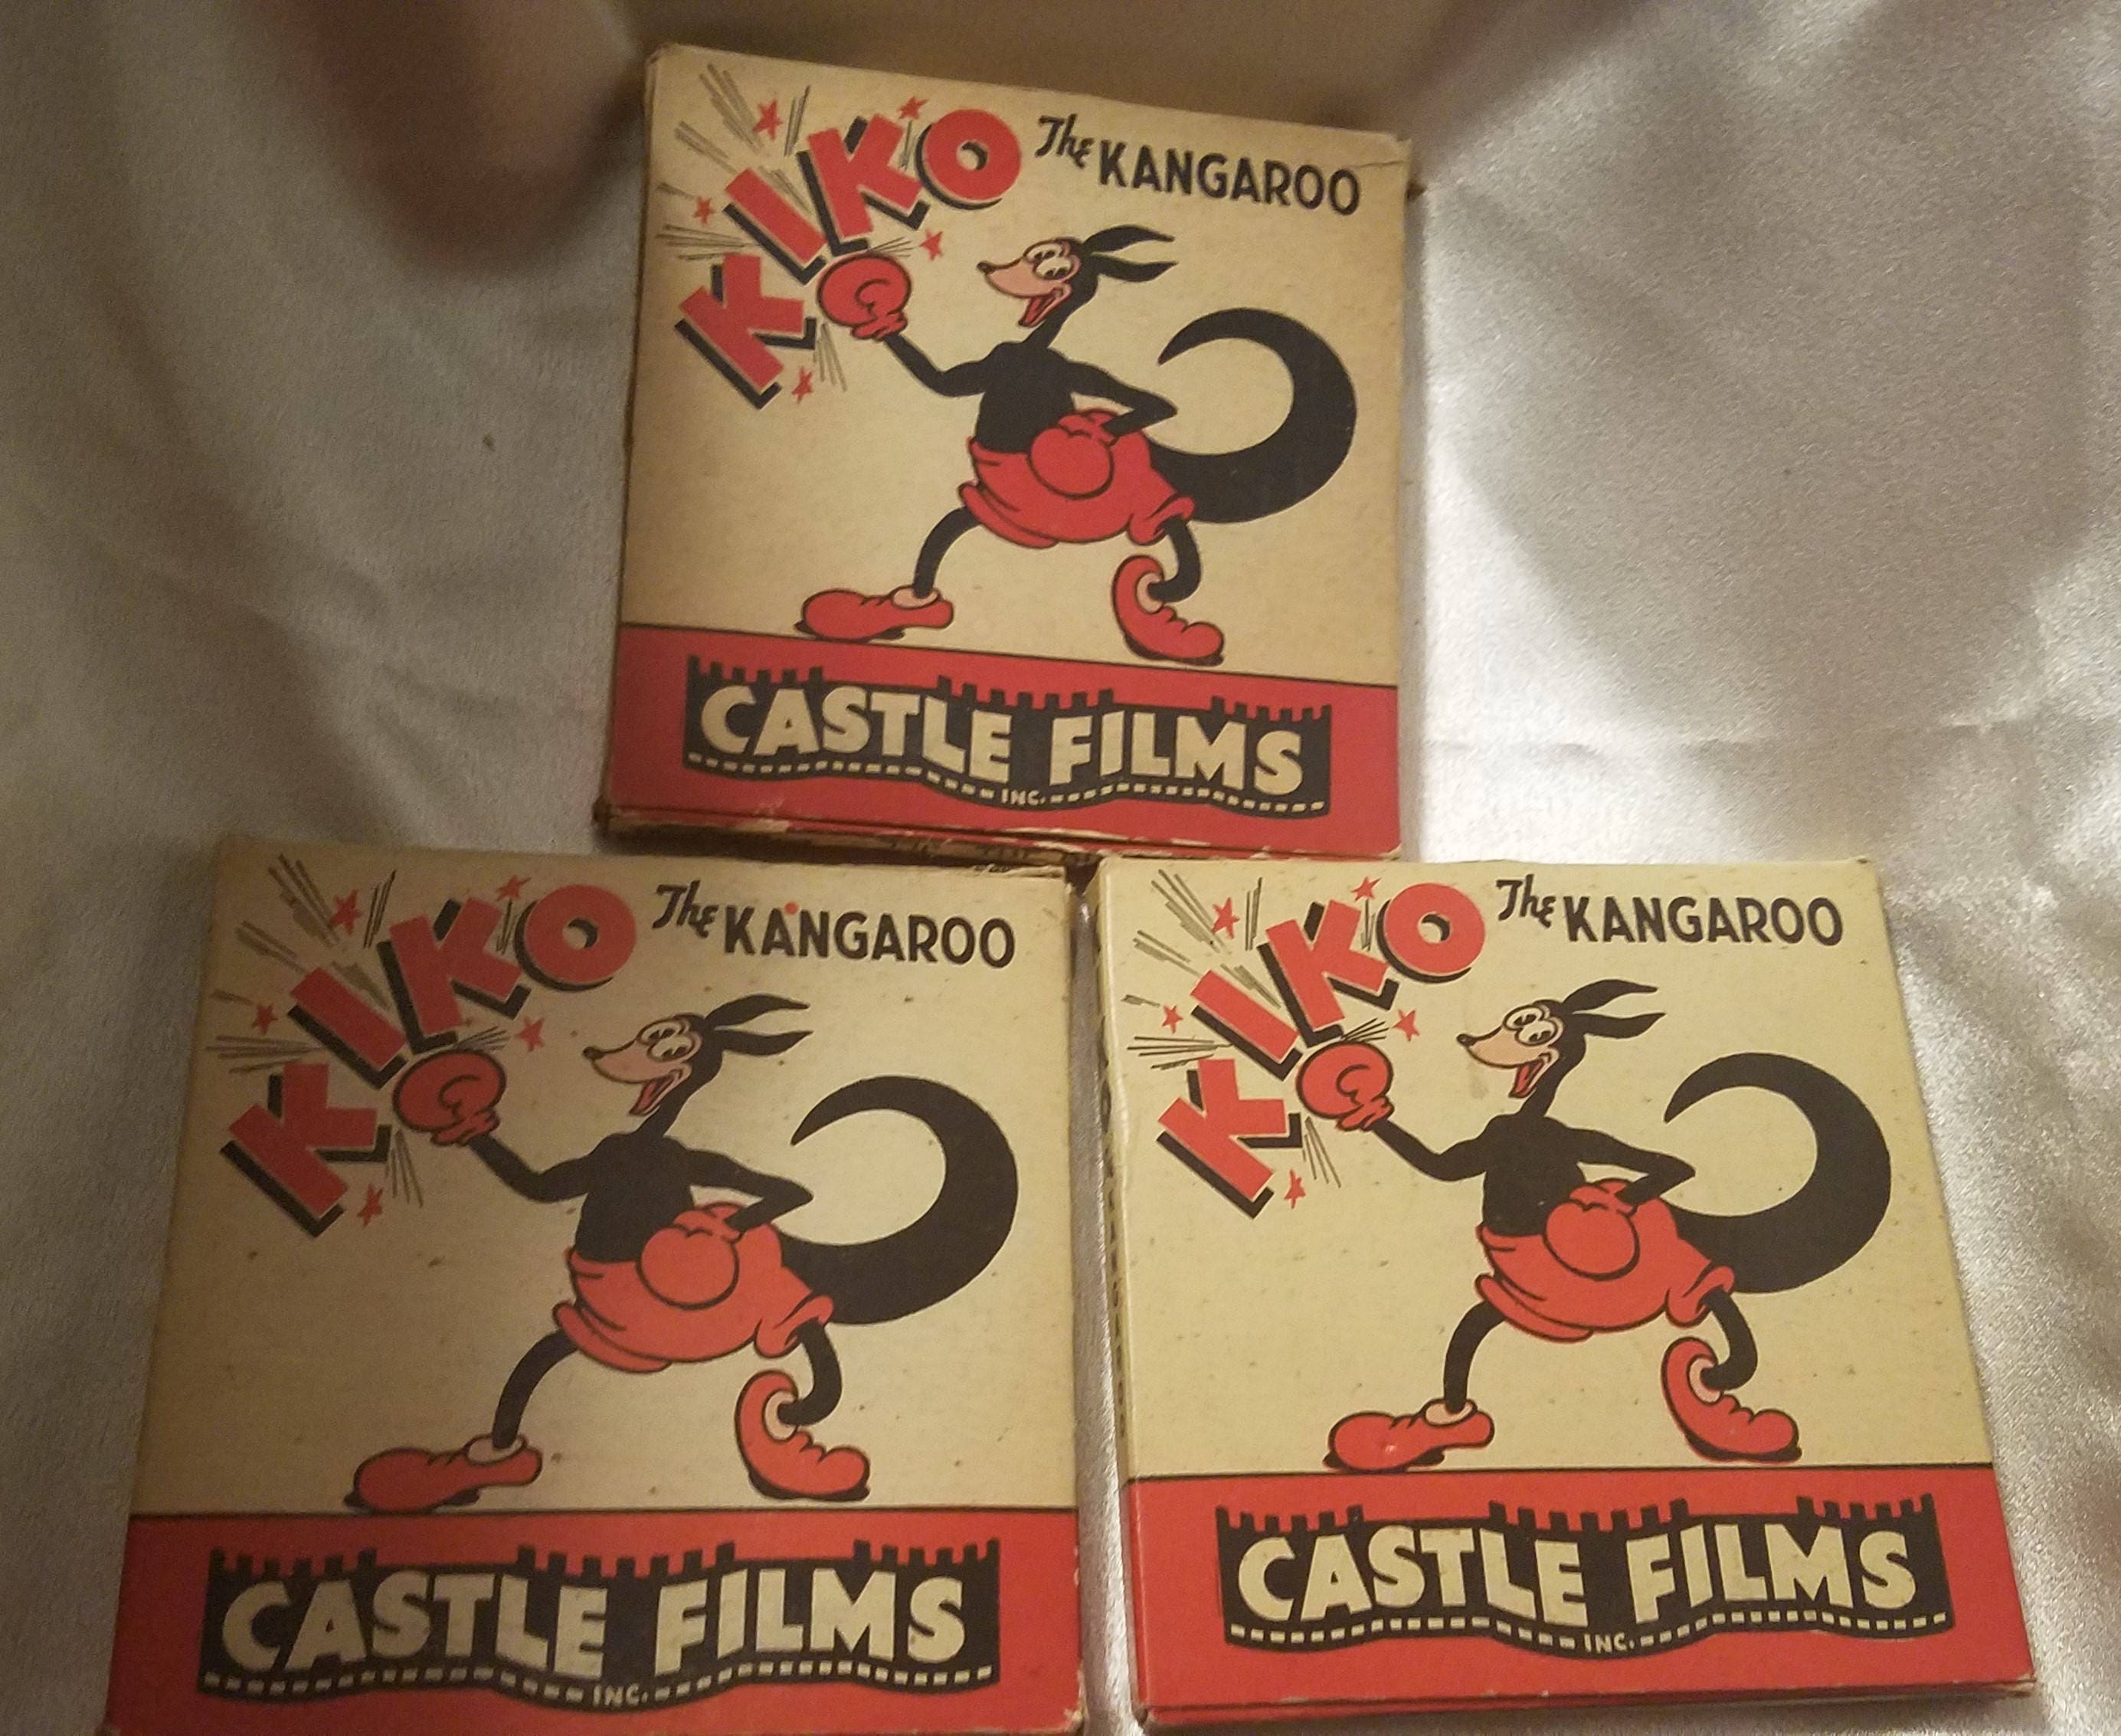 KIKO The KANGAROO
CASTLE FILMS
INC.
KIKO The KANGAROO
CASTLE FILMS
INC.
KIKO The KANGAROO
CASTLE FILMS
INC.